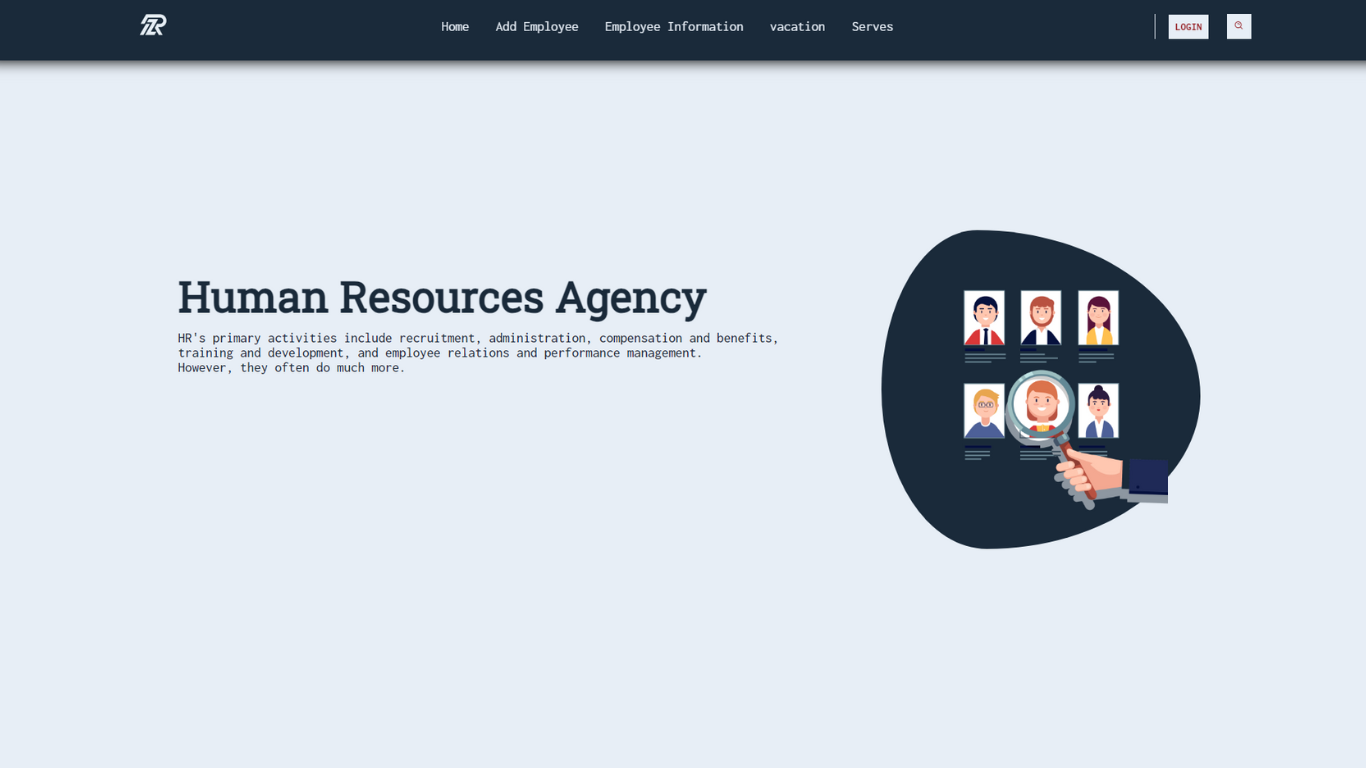 Home Add Employee Employee Information vacation Serves LOGIN
Human Resources Agency
HR's primary activities include recruitment, administration, compensation and benefits,
training and development, and employee relations and performance management.
However, they often do much more.